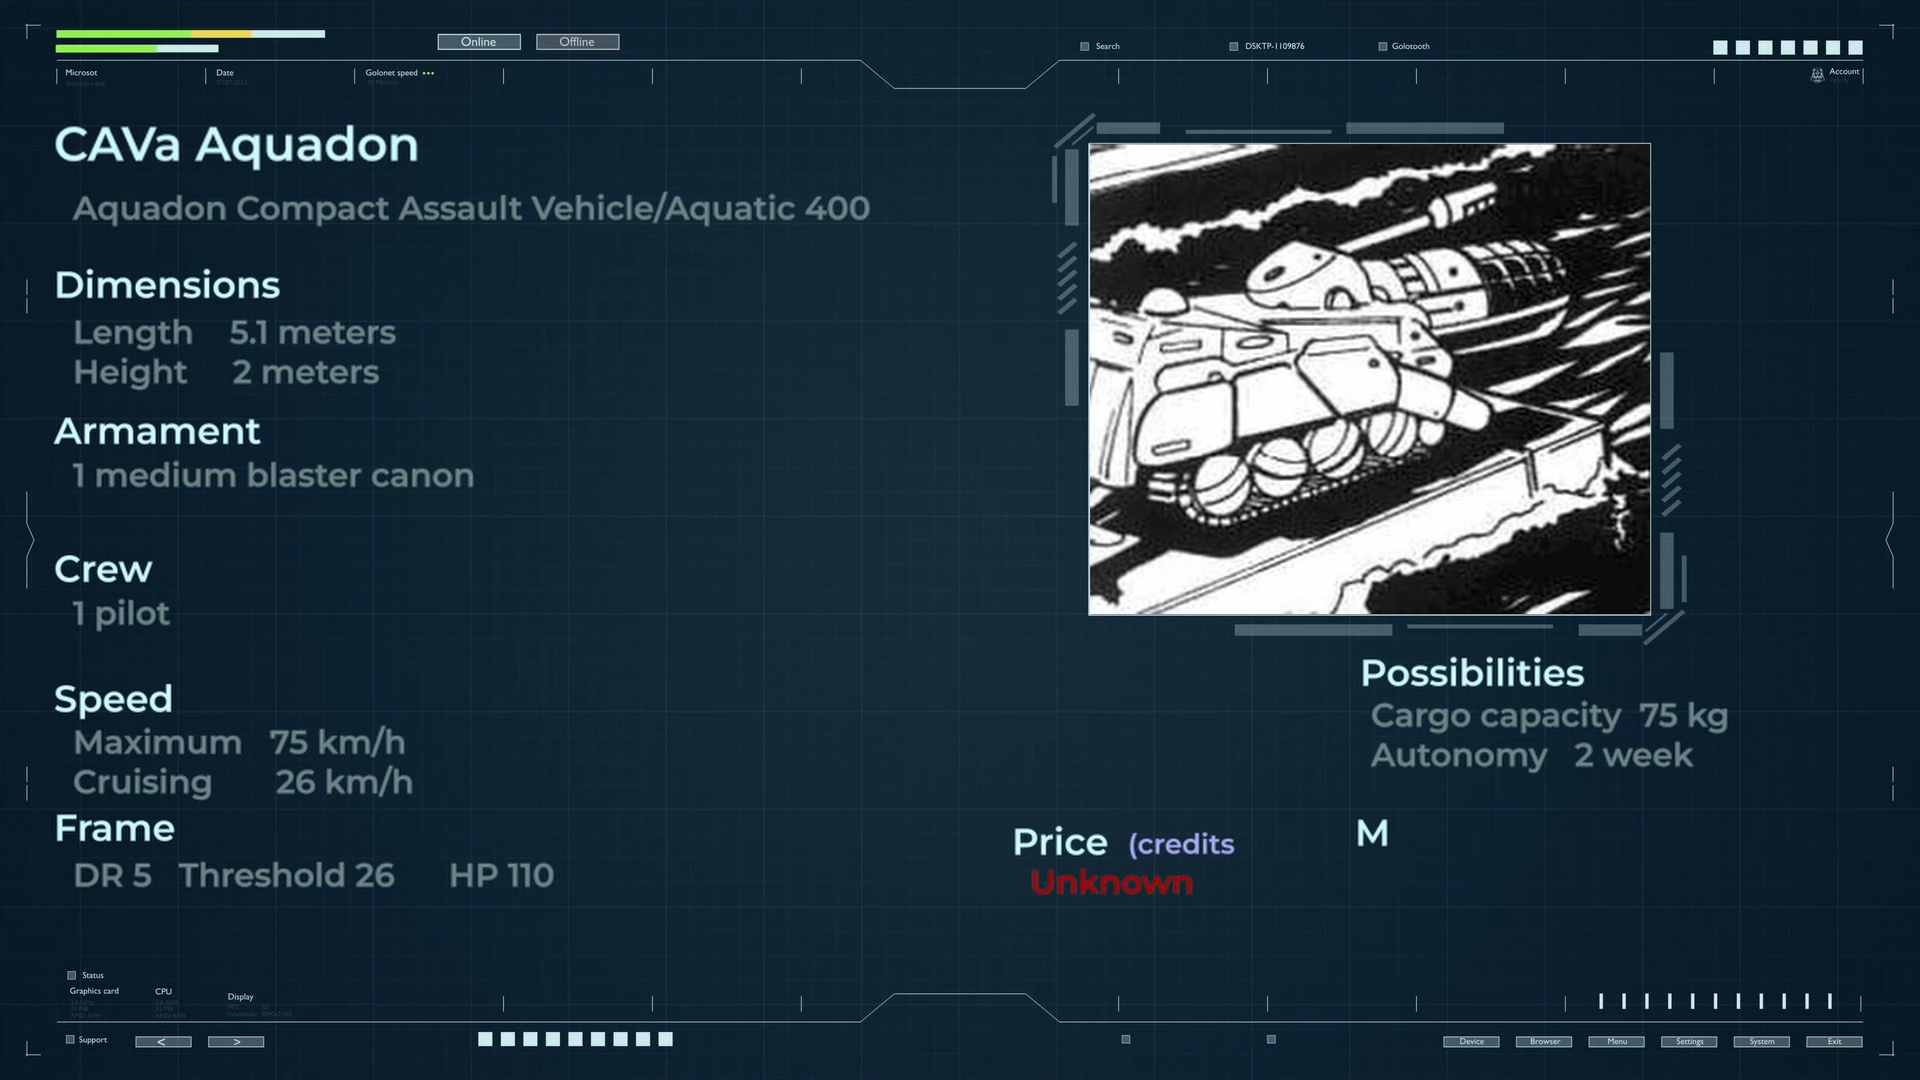 Online
Offline
Search
DSKTP-1109876
Golotooth
Microsot
Date
Golonet speed
Account
CAVa Aquadon
Aquadon Compact Assault Vehicle/Aquatic 400
Dimensions
Length 5.1 meters
Height 2 meters
Armament
1 medium blaster canon
Crew
1 pilot
Speed
Maximum 75 km/h
Cruising 26 km/h
Frame
DR 5 Threshold 26 HP 110
Possibilities
Cargo capacity 75 kg
Autonomy 2 week
Price (credits
Unknown
M
Status
Graphics card
CPU
Display
Support
<
>
Device
Browser
Menu
Settings
System
Exit